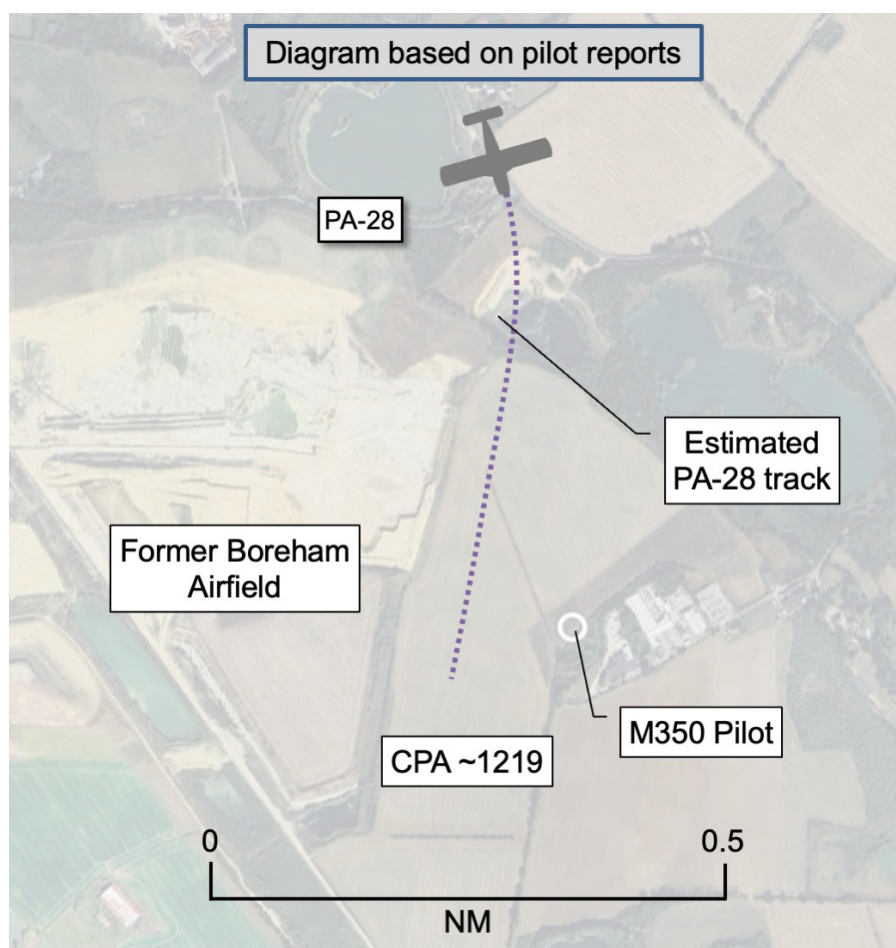 Diagram based on pilot reports
PA-28
Estimated
PA-28 track
Former Boreham
Airfield
M350 Pilot
CPA ~1219
0
0.5
NM